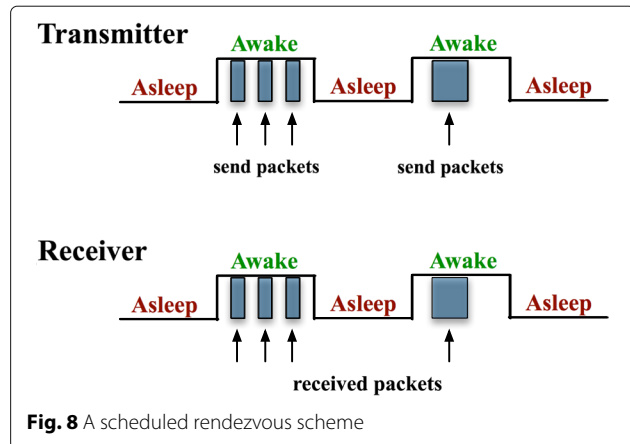 Transmitter
Awake
Awake
Asleep
Asleep
Asleep
send packets
send packets
Receiver
Awake
Awake
Asleep
Asleep
Asleep
received packets
Fig. 8 A scheduled rendezvous scheme